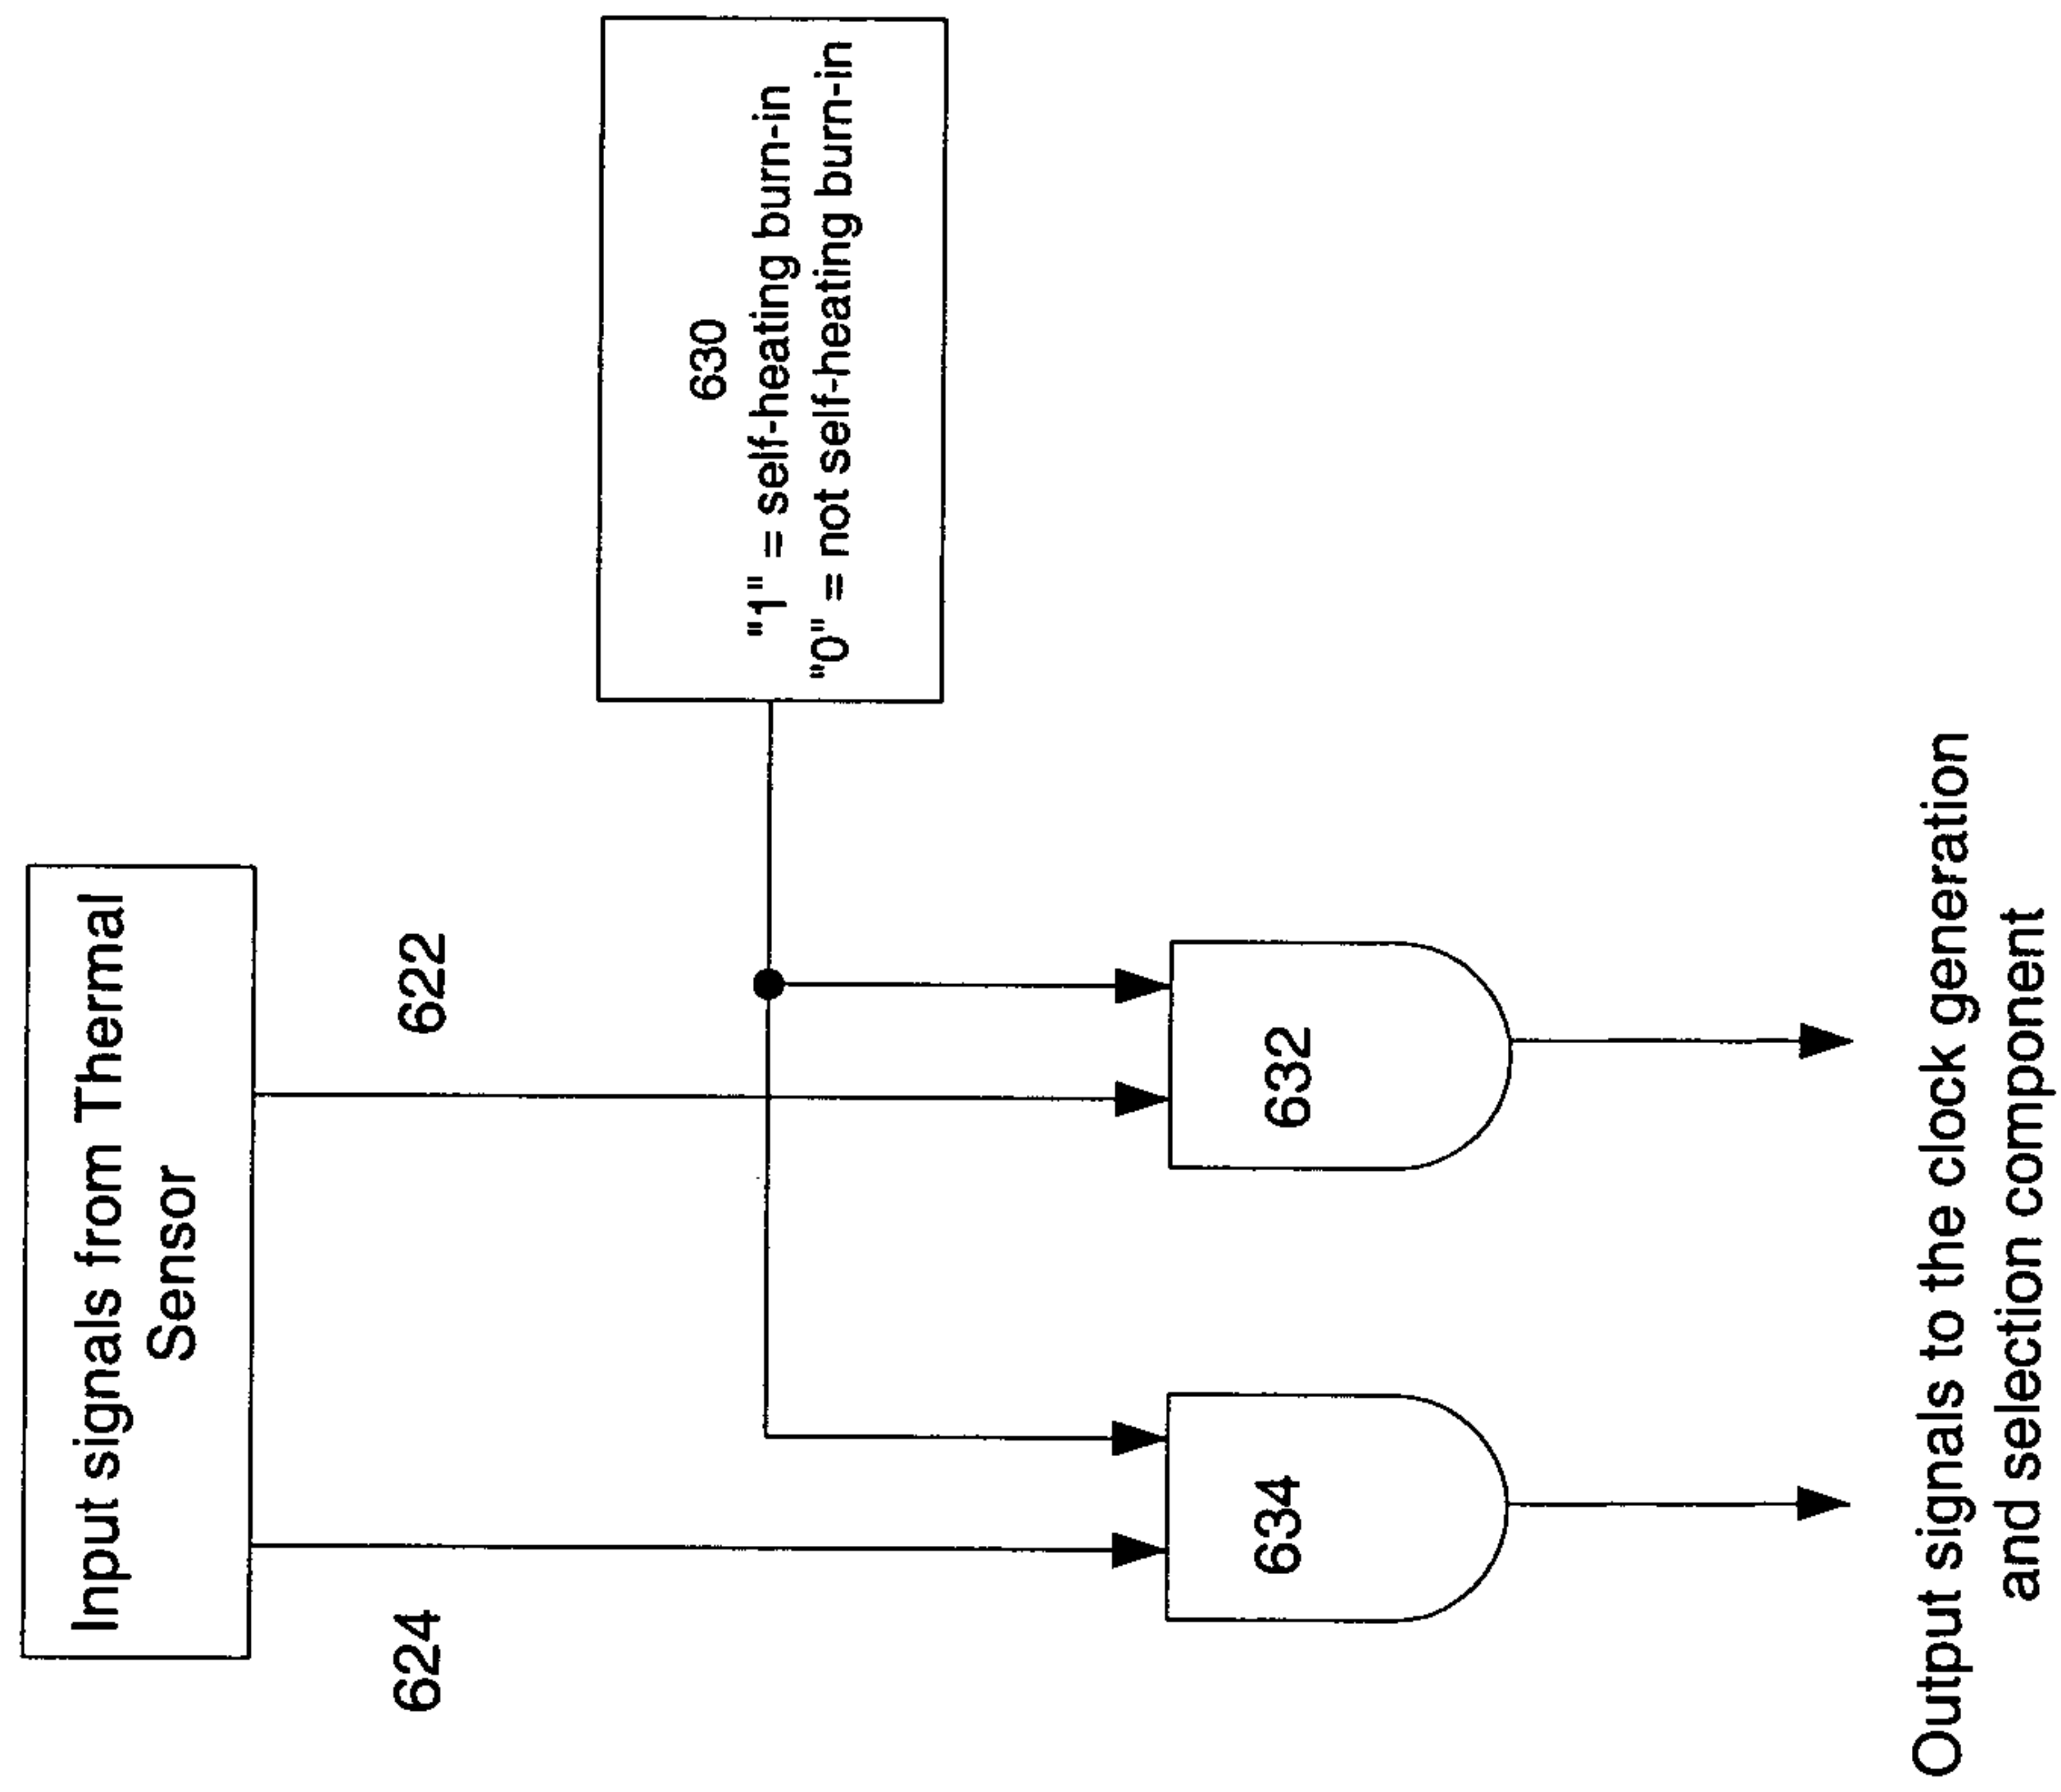 Input signals from Thermal
Sensor
624
622
630
"1" = self-heating burn-in
"0" = not self-heating burn-in
634
632
Output signals to the clock generation
and selection component